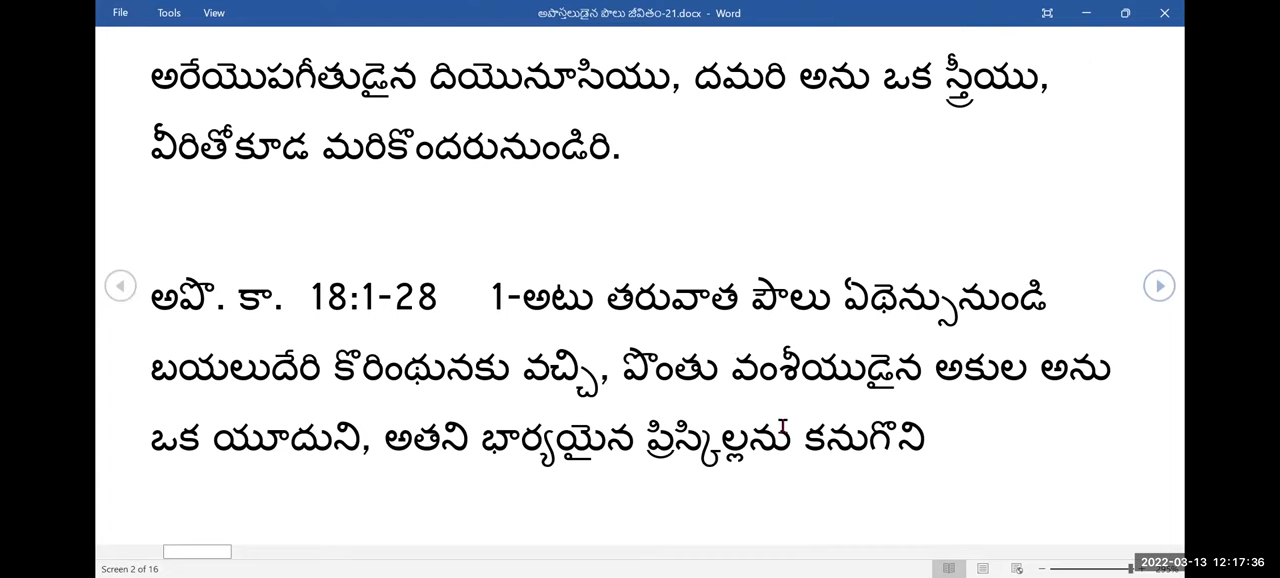 File Tools View అపొస్తలుడైన పౌలు జీవితం-21.docx - Word
అరేయొపగీతుడైన దియొనూసియు, దమరి అను ఒక స్త్రీయు,
వీరితోకూడ మరికొందరునుండిరి.
అపొ. కా. 18:1-28 1-అటు తరువాత పౌలు ఏథెన్సునుండి
బయలుదేరి కొరింథునకు వచ్చి, పొంతు వంశీయుడైన అకుల అను
ఒక యూదుని, అతని భార్యయైన ప్రిస్కిల్లను కనుగొని
2022-03-13 12:17:36
Screen 2 of 16